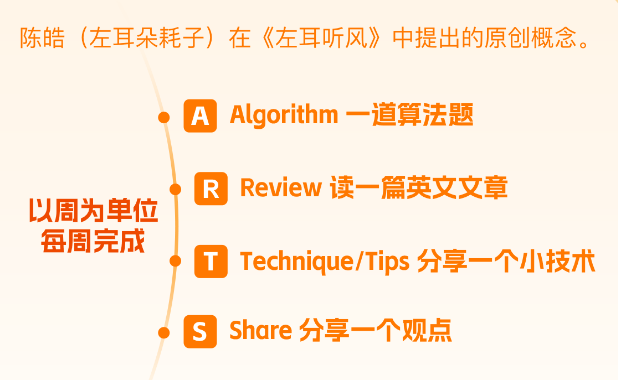 陈皓（左耳朵耗子）在《左耳听风》中提出的原创概念。
A Algorithm 一道算法题
R Review 读一篇英文文章
以周为单位
每周完成
T Technique/Tips 分享一个小技术
S Share 分享一个观点